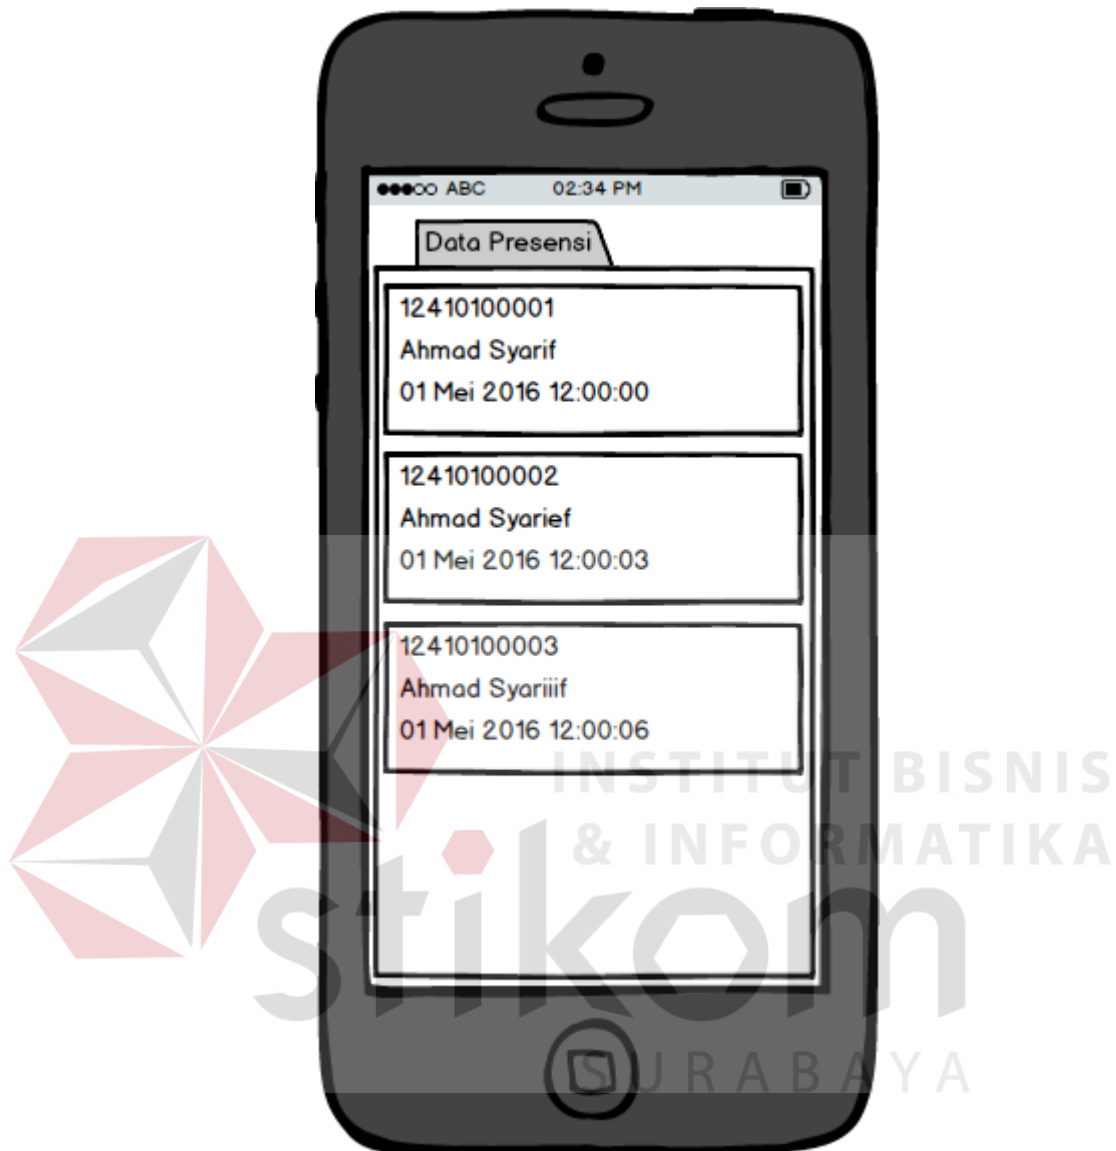 ABC 02:34 PM
Data Presensi
12410100001
Ahmad Syarif
01 Mei 2016 12:00:00
12410100002
Ahmad Syarief
01 Mei 2016 12:00:03
12410100003
Ahmad Syariiif
01 Mei 2016 12:00:06
INSTITUT BISNIS
& INFORMATIKA
stikom
SURABAYA